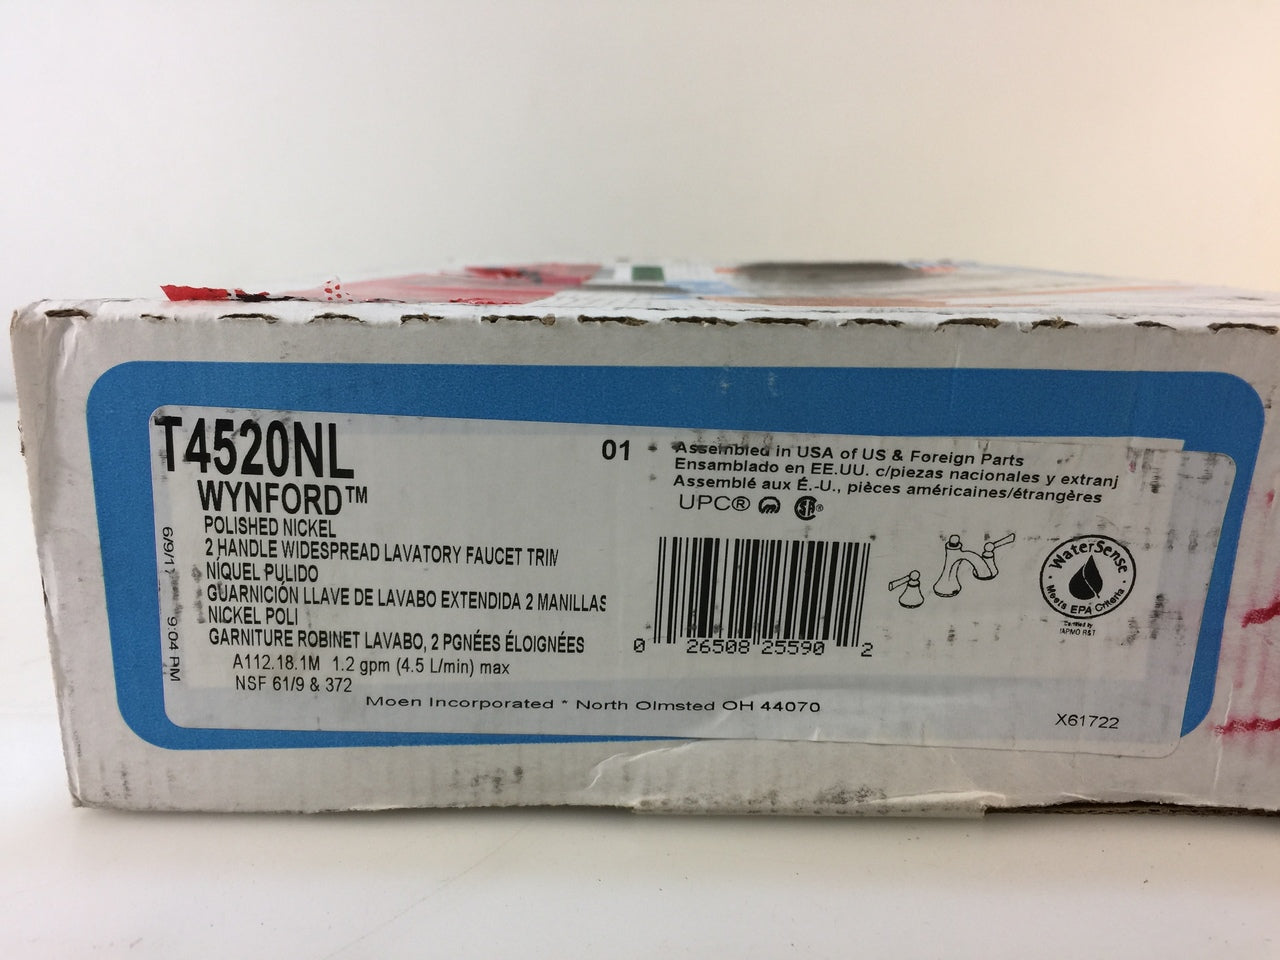 T4520NL
WYNFORD™
POLISHED NICKEL
2 HANDLE WIDESPREAD LAVATORY FAUCET TRIM
NÍQUEL PULIDO
GUARNICIÓN LLAVE DE LAVABO EXTENDIDA 2 MANILLAS
NICKEL POLI
GARNITURE ROBINET LAVABO, 2 PGNÉES ÉLOIGNÉES
A112.18.1M 1.2 gpm (4.5 L/min) max
NSF 61/9 & 372
6/9/17 9:04 PM
01
Assembled in USA of US & Foreign Parts
Ensamblado en EE.UU. c/piezas nacionales y extranj
Assemblé aux É.-U., pièces américaines/étrangères
UPC®
SA®
0 26508 25590 2
WaterSense
Meets EPA Criteria
Certified by
IAPMO R&T
Moen Incorporated * North Olmsted OH 44070
X61722